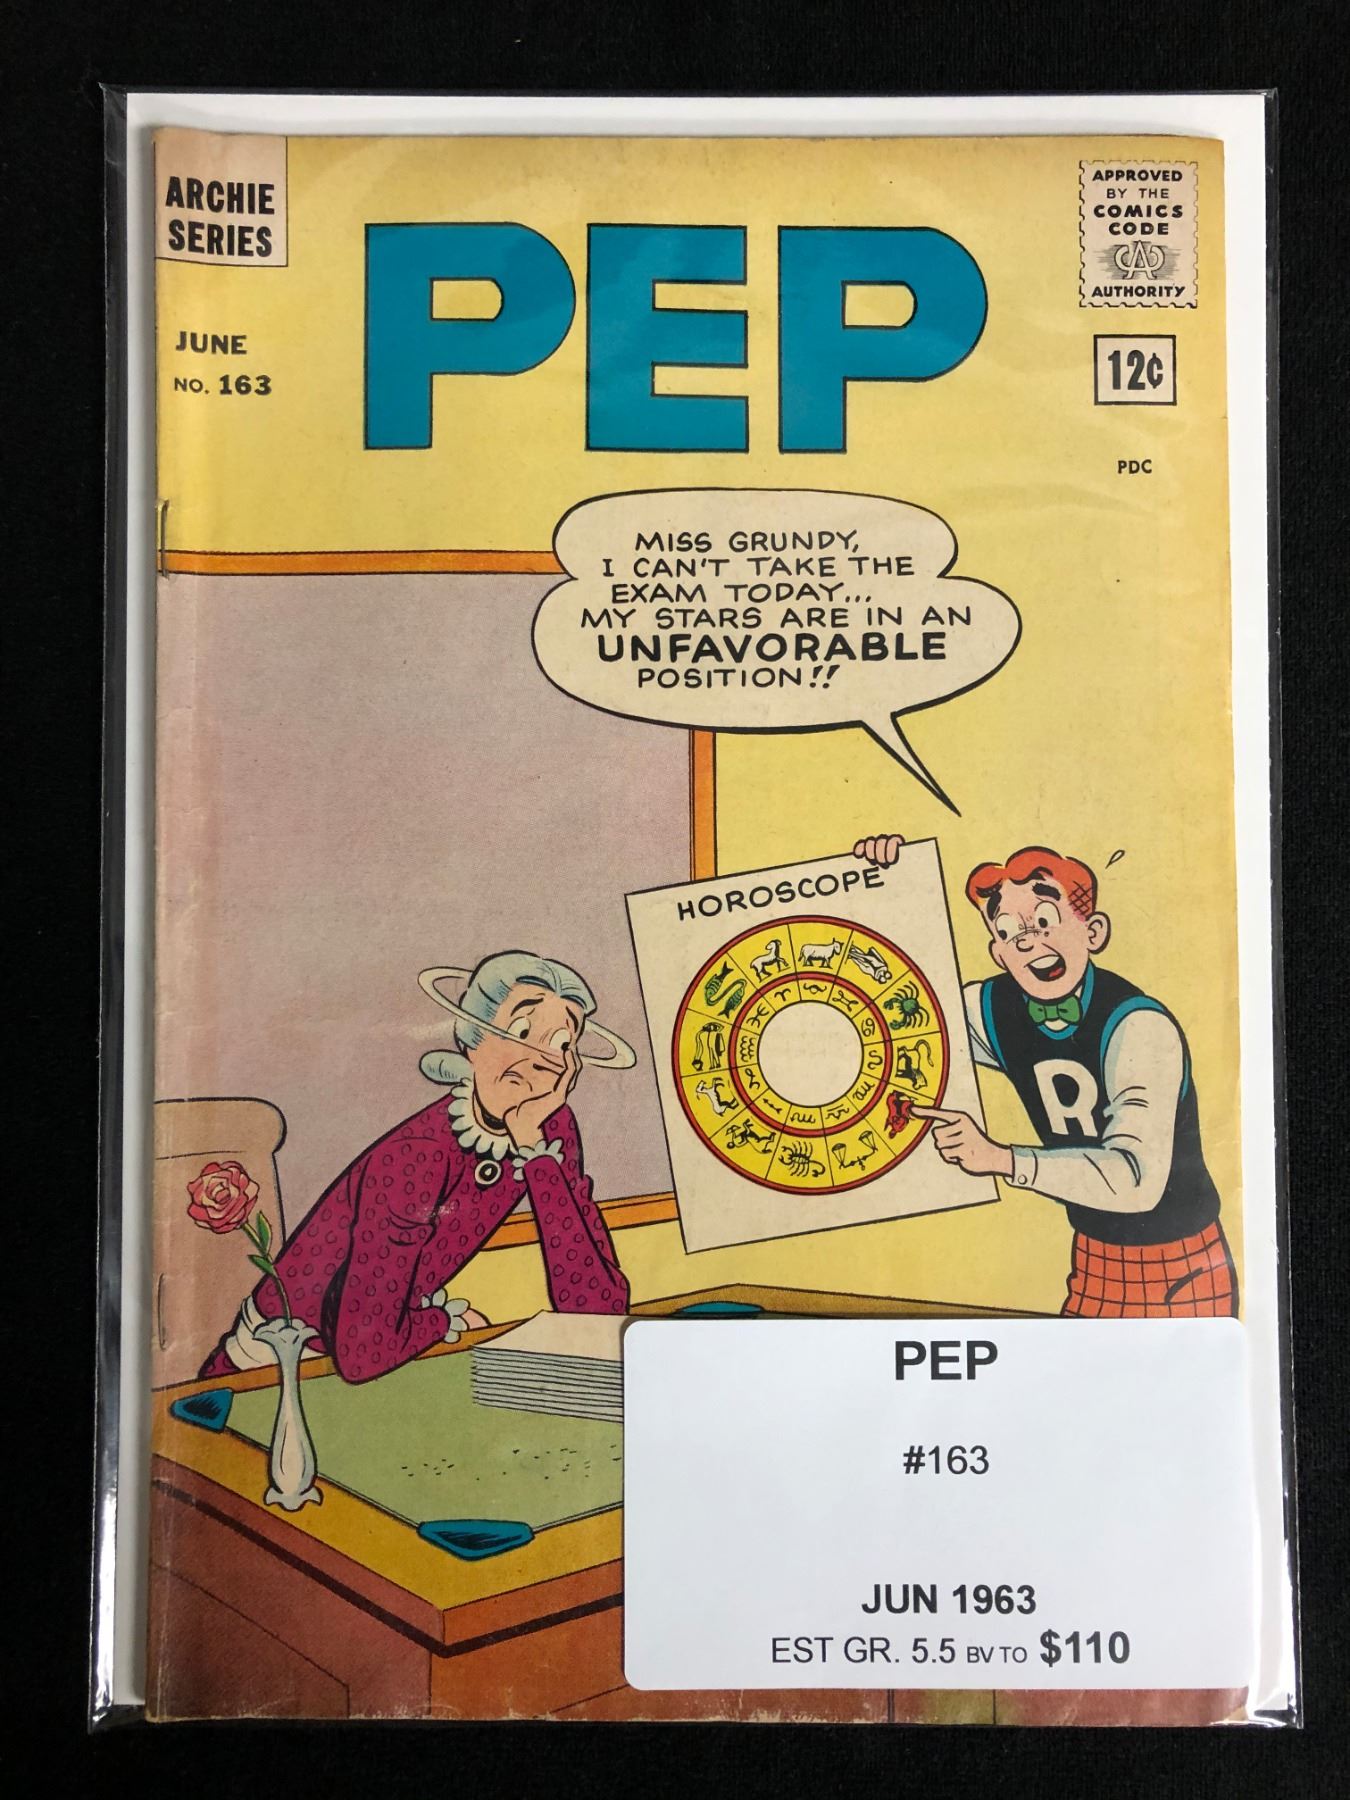 ARCHIE
SERIES
PEP
APPROVED
BY THE
COMICS
CODE
CA
AUTHORITY
JUNE
NO. 163
12¢
PDC
MISS GRUNDY,
I CAN'T TAKE THE
EXAM TODAY...
MY STARS ARE IN AN
UNFAVORABLE
POSITION!!
HOROSCOPE
R
PEP
#163
JUN 1963
EST GR. 5.5 BV TO $110